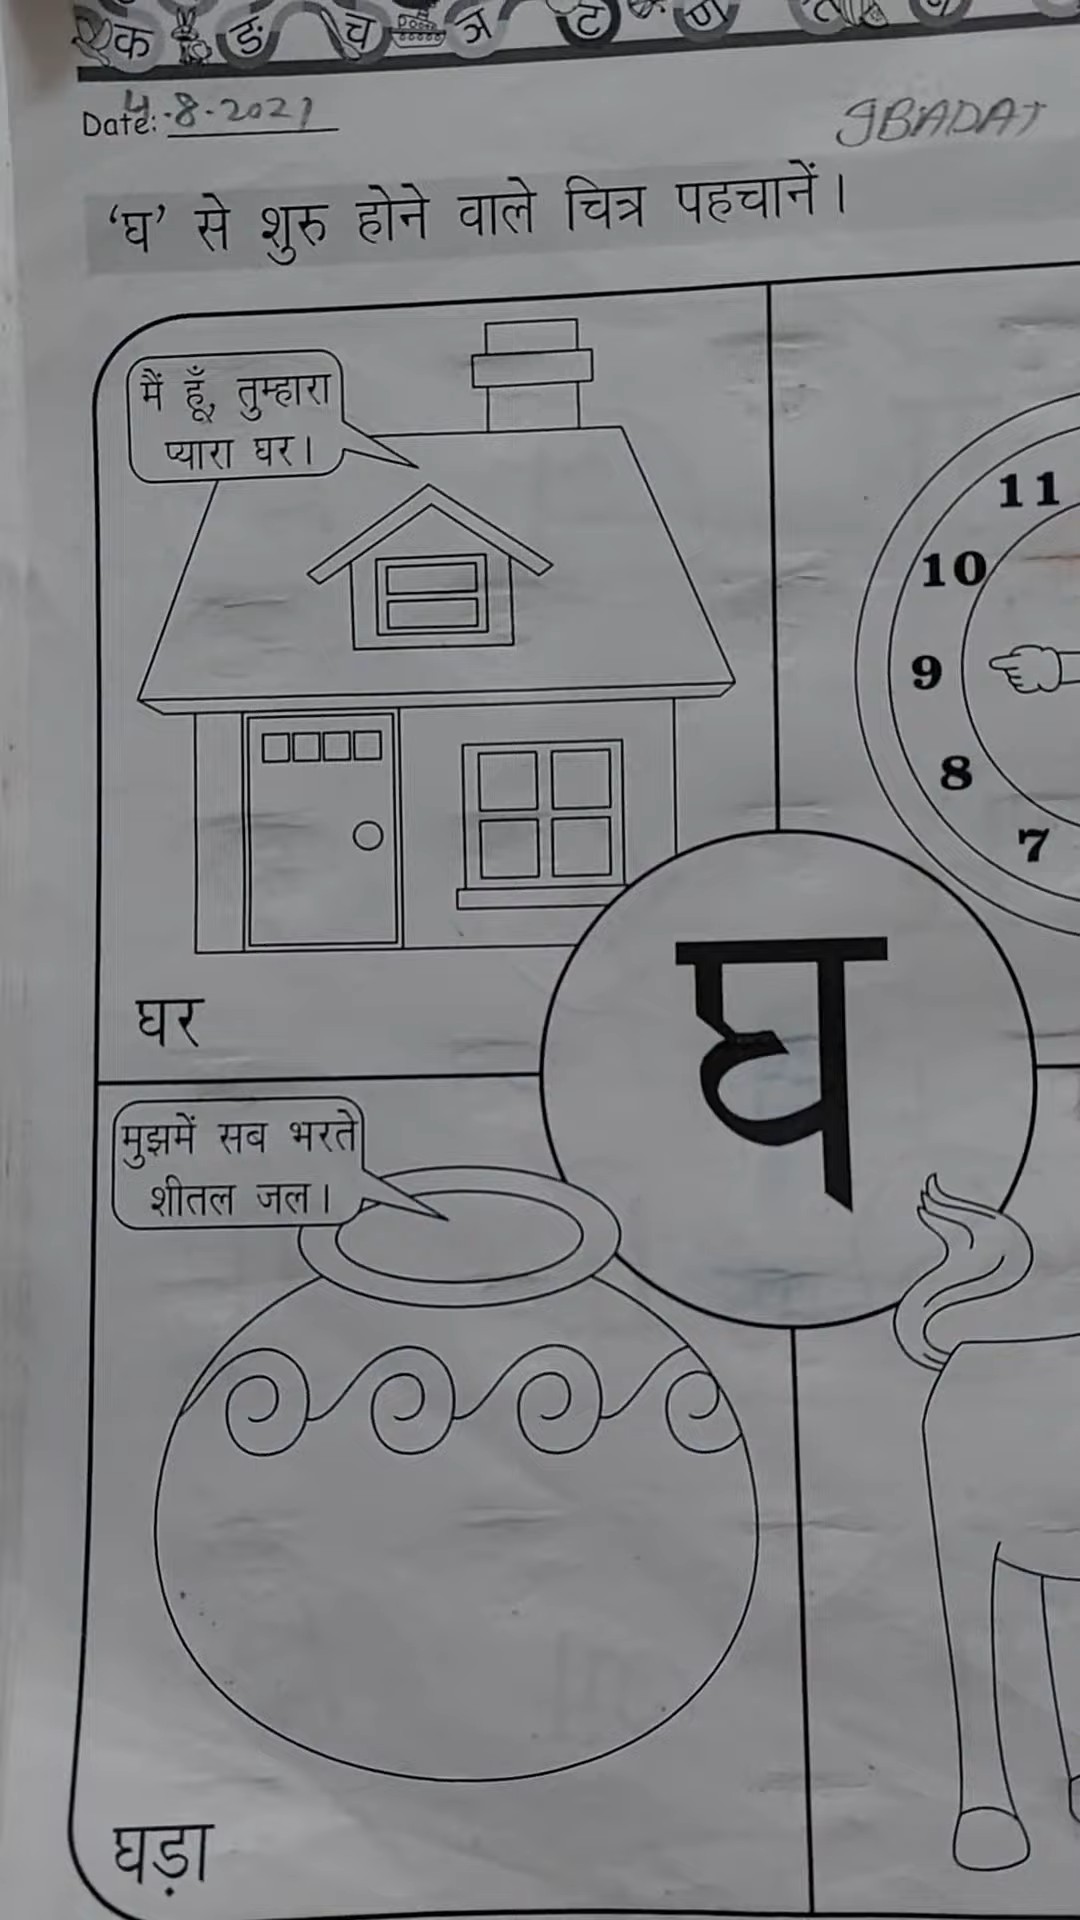 क ङ च ज ट ण त
Date: 4-8-2021
IBADAT
‘घ’ से शुरु होने वाले चित्र पहचानें।
मैं हूँ, तुम्हारा
प्यारा घर।
11
10
9
8
7
घ
घर
मुझमें सब भरते
शीतल जल।
घड़ा